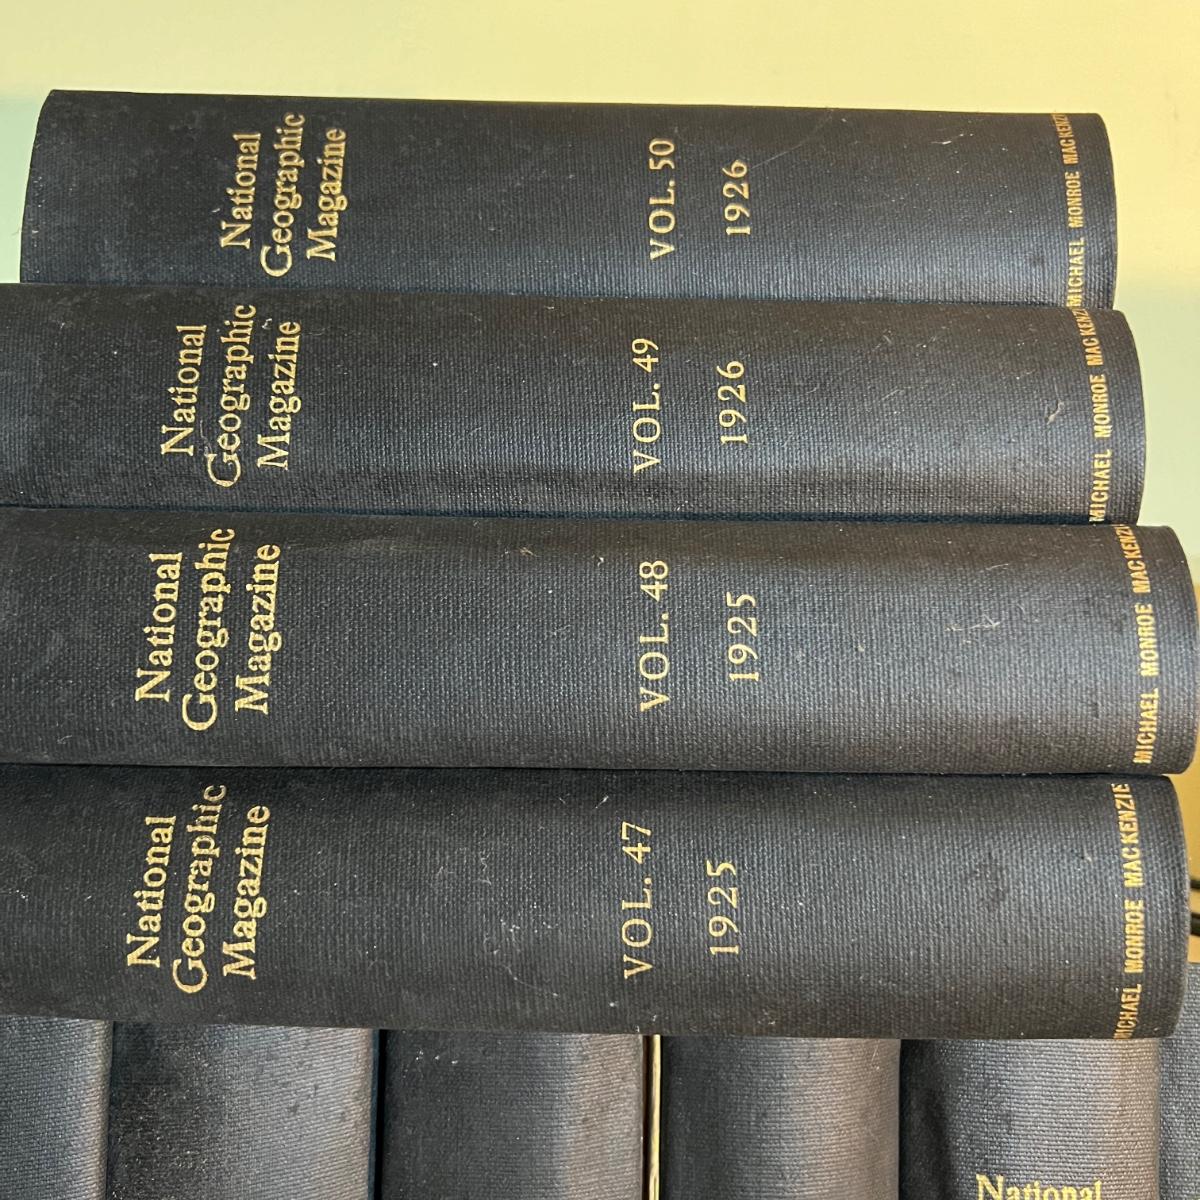 National
Geographic
Magazine
VOL. 50
1926
MICHAEL MONROE MACKENZIE
National
Geographic
Magazine
VOL. 49
1926
MICHAEL MONROE MACKENZIE
National
Geographic
Magazine
VOL. 48
1925
MICHAEL MONROE MACKENZIE
National
Geographic
Magazine
VOL. 47
1925
MICHAEL MONROE MACKENZIE
National